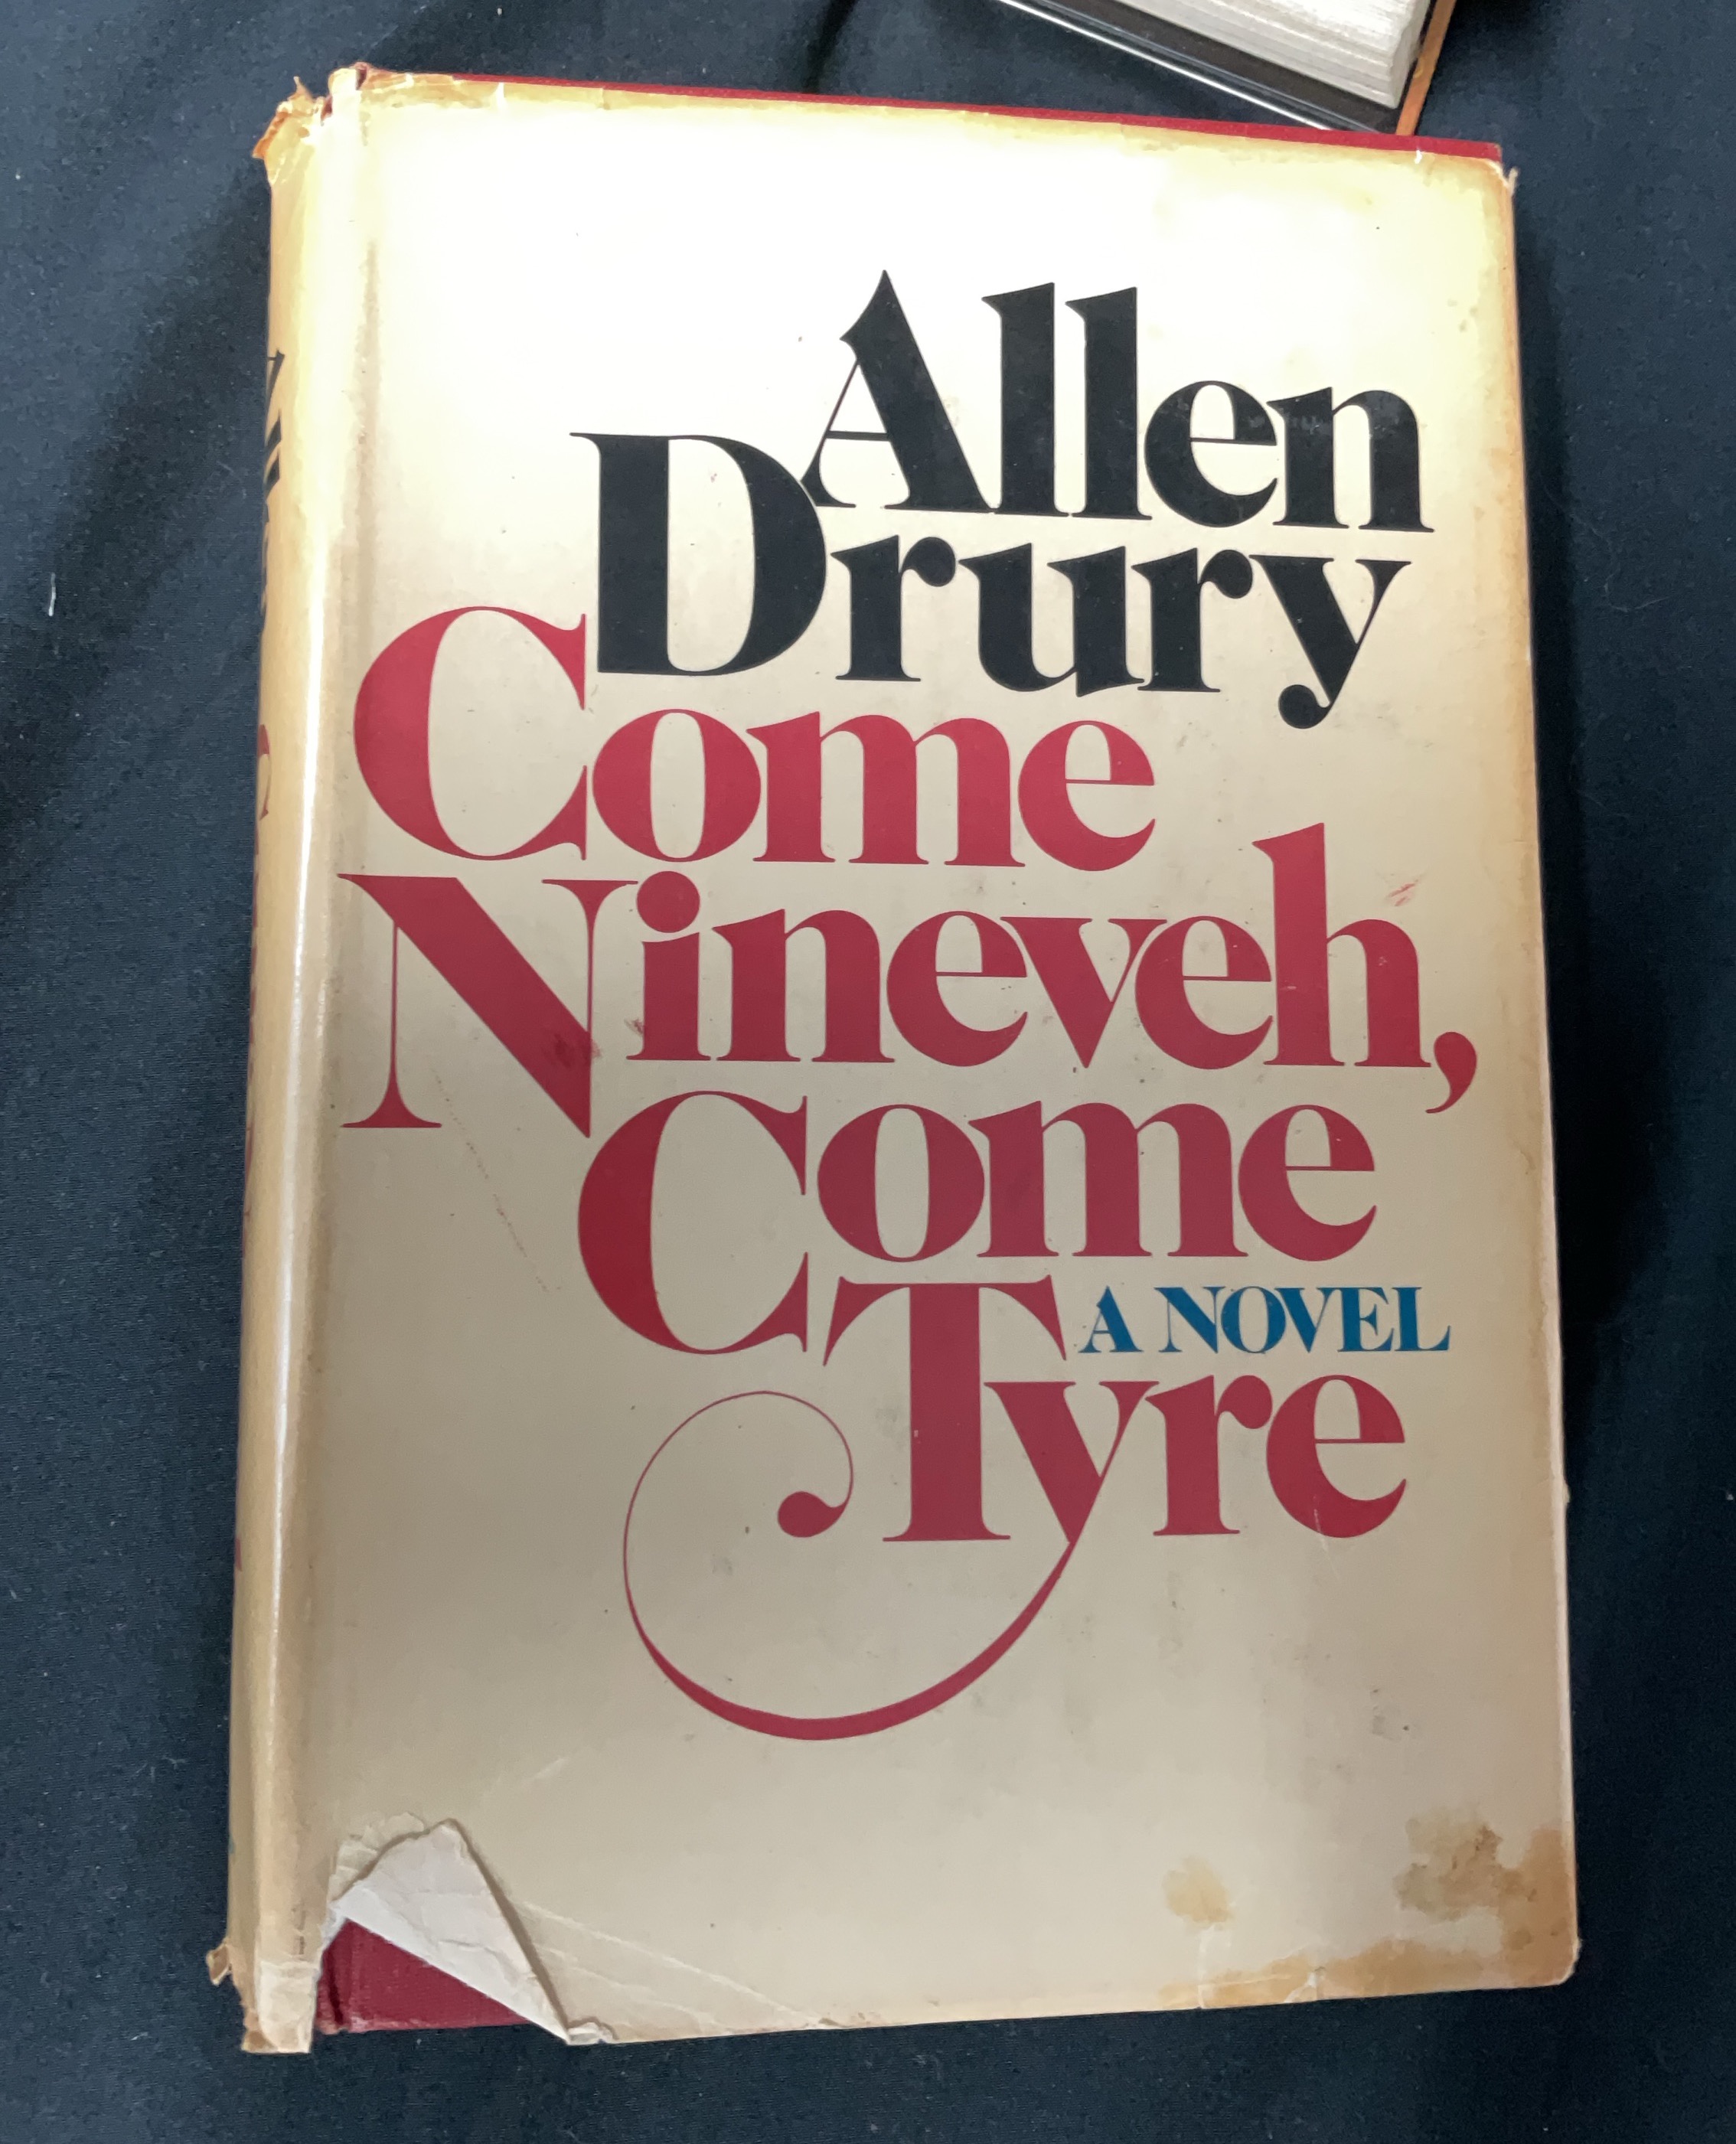 Allen
Drury
Come
Nineveh,
Come
Tyre
A NOVEL